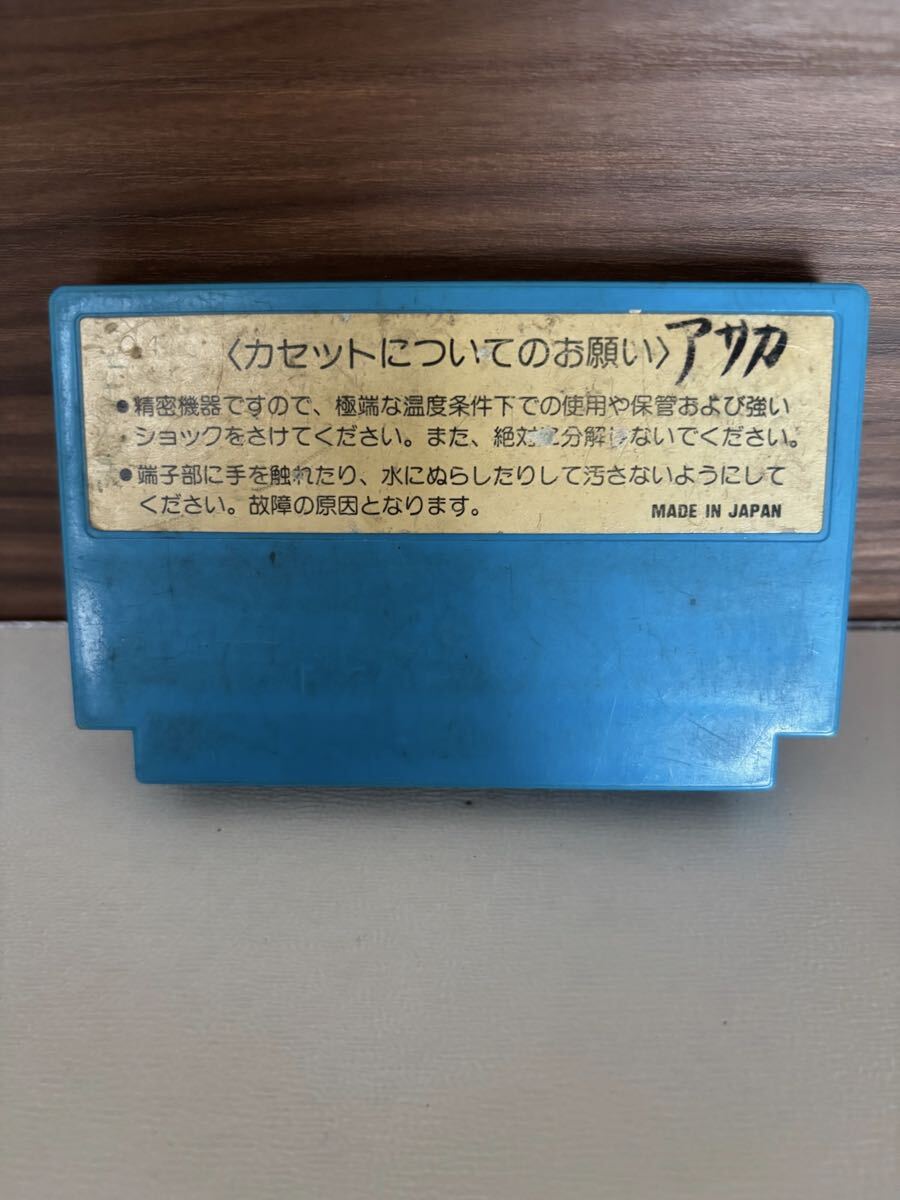 〈カセットについてのお願い〉アサカ
●精密機器ですので、極端な温度条件下での使用や保管および強い
ショックをさけてください。また、絶対に分解しないでください。
●端子部に手を触れたり、水にぬらしたりして汚さないようにして
ください。故障の原因となります。
MADE IN JAPAN